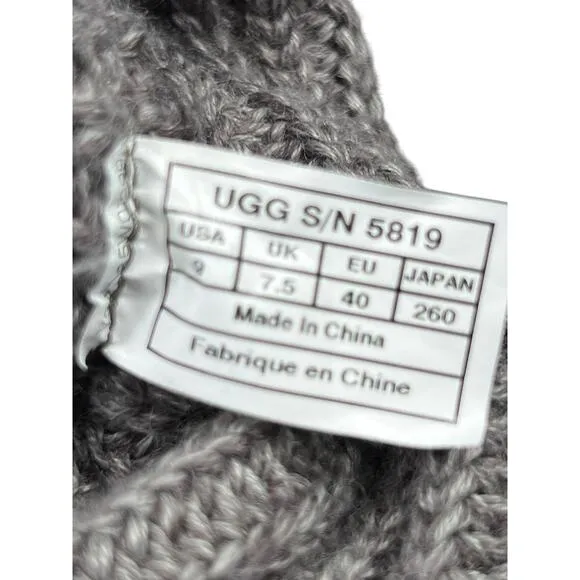 UGG S/N 5819
USA UK EU JAPAN
9 7.5 40 260
Made In China
Fabrique en Chine